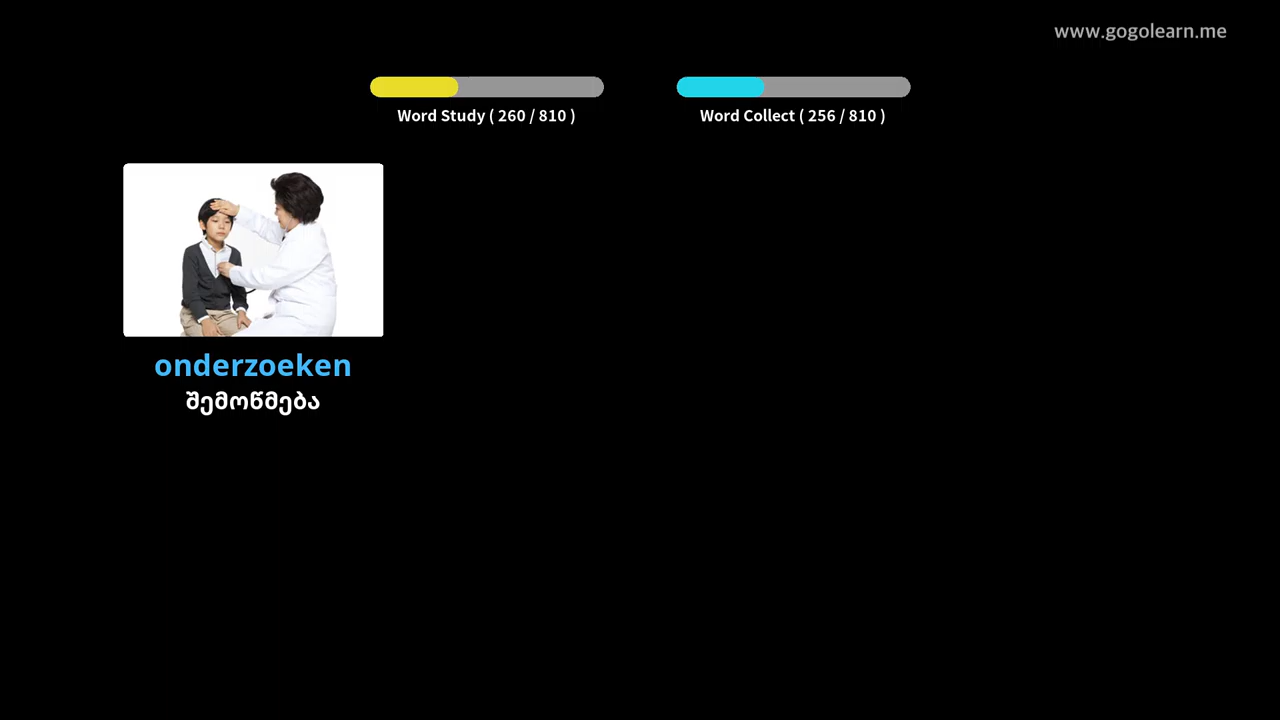 www.gogolearn.me
Word Study ( 260 / 810 )
Word Collect ( 256 / 810 )
onderzoeken
შემოწმება